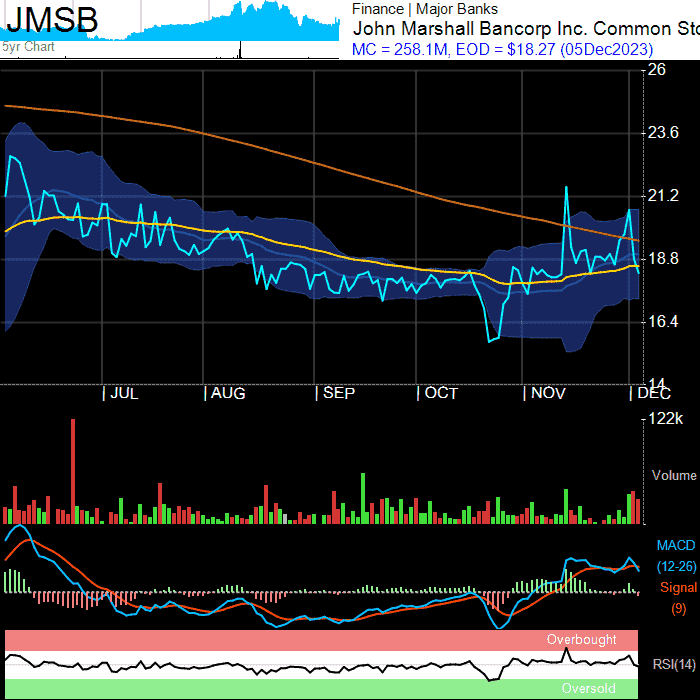 JMSB
5yr Chart
Finance | Major Banks
John Marshall Bancorp Inc. Common Sto
MC = 258.1M, EOD = $18.27 (05Dec2023)
26
23.6
21.2
18.8
16.4
14
JUL AUG SEP OCT NOV DEC
122k
Volume
MACD
(12-26)
Signal
(9)
Overbought
RSI(14)
Oversold